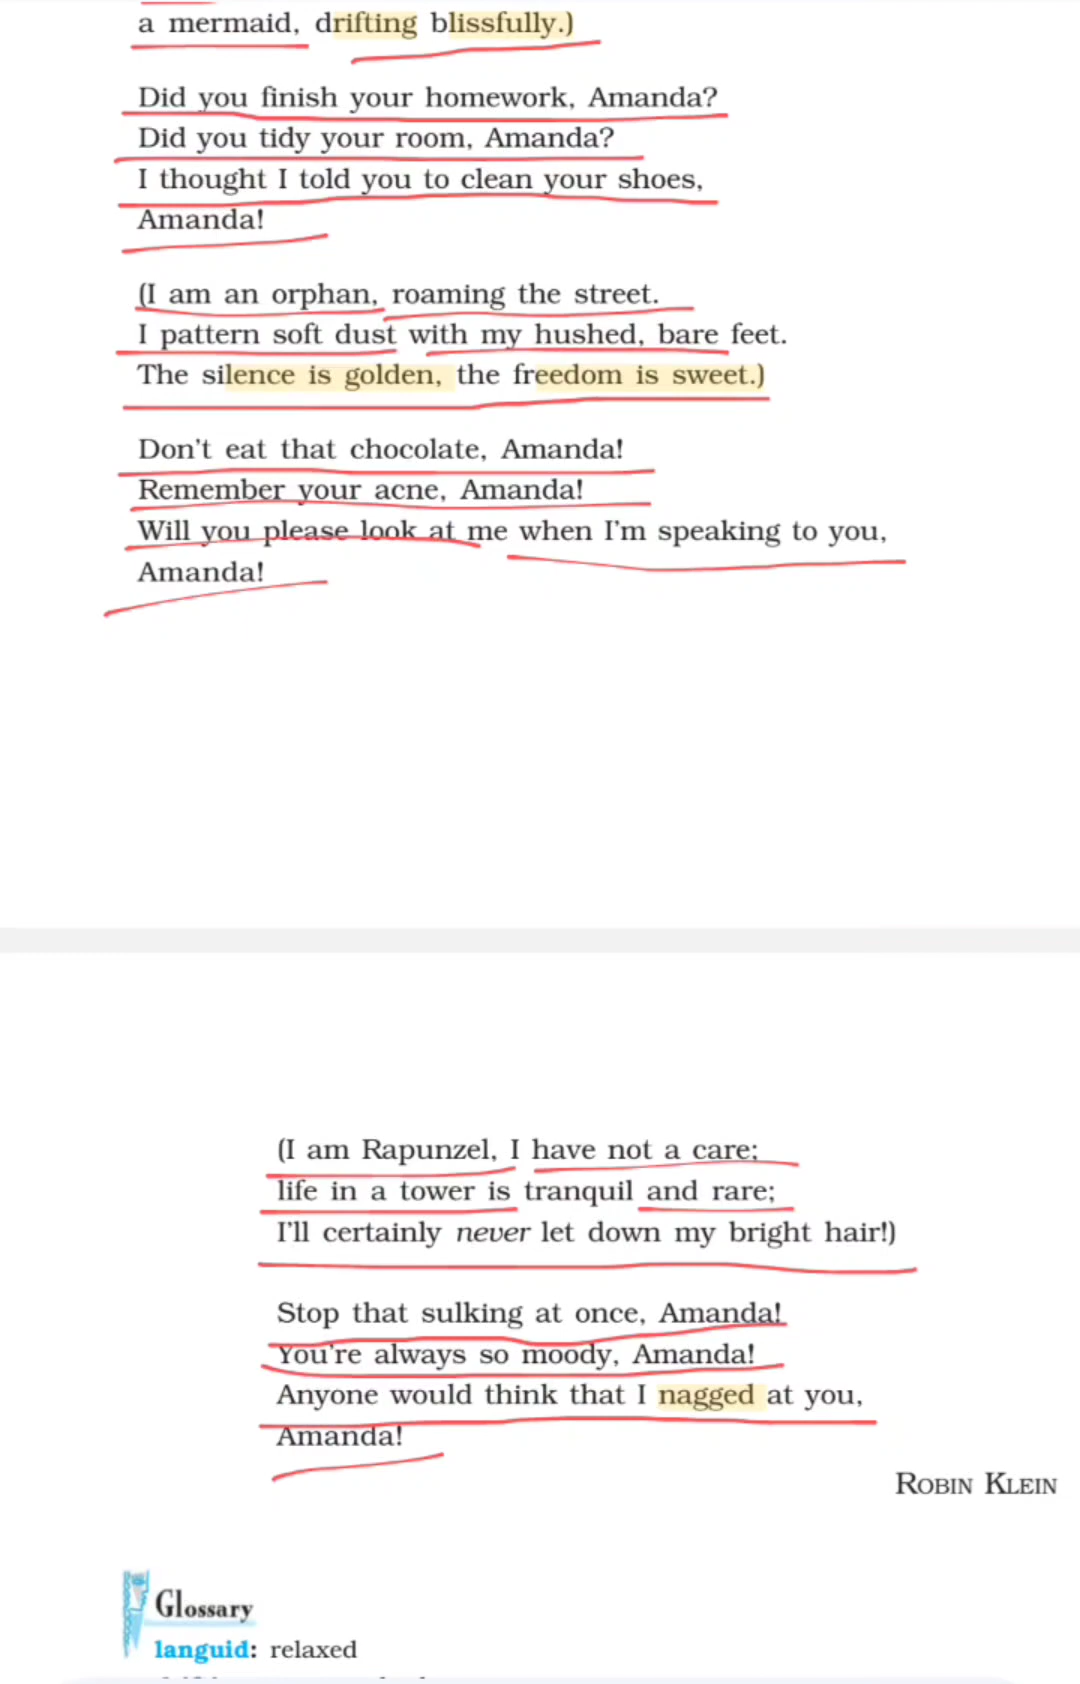 a mermaid, drifting blissfully.)
Did you finish your homework, Amanda?
Did you tidy your room, Amanda?
I thought I told you to clean your shoes,
Amanda!
(I am an orphan, roaming the street.
I pattern soft dust with my hushed, bare feet.
The silence is golden, the freedom is sweet.)
Don't eat that chocolate, Amanda!
Remember your acne, Amanda!
Will you please look at me when I'm speaking to you,
Amanda!
(I am Rapunzel, I have not a care;
life in a tower is tranquil and rare;
I'll certainly never let down my bright hair!)
Stop that sulking at once, Amanda!
You're always so moody, Amanda!
Anyone would think that I nagged at you,
Amanda!
ROBIN KLEIN
Glossary
languid: relaxed